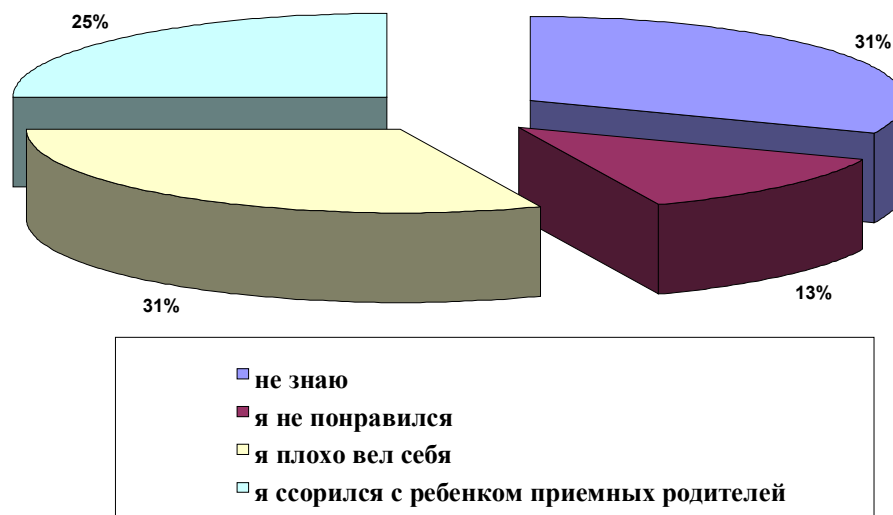 25%
31%
31%
13%
не знаю
я не понравился
я плохо вел себя
я ссорился с ребенком приемных родителей